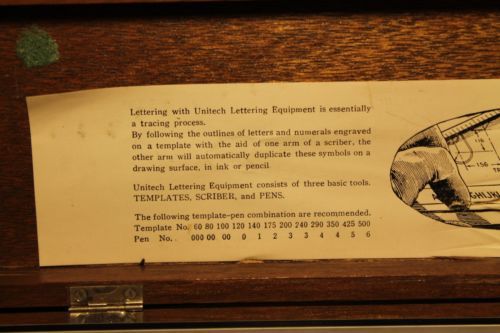 Lettering with Unitech Lettering Equipment is essentially
a tracing process.
By following the outlines of letters and numerals engraved
on a template with the aid of one arm of a scriber, the
other arm will automatically duplicate these symbols on
a drawing surface, in ink or pencil
Unitech Lettering Equipment consists of three basic tools.
TEMPLATES, SCRIBER, and PENS.
The following template-pen combination are recommended.
Template No. 60 80 100 120 140 175 200 240 290 350 425 500
Pen No. 000 00 00 0 1 2 3 3 4 4 5 6
156
GHIJKL